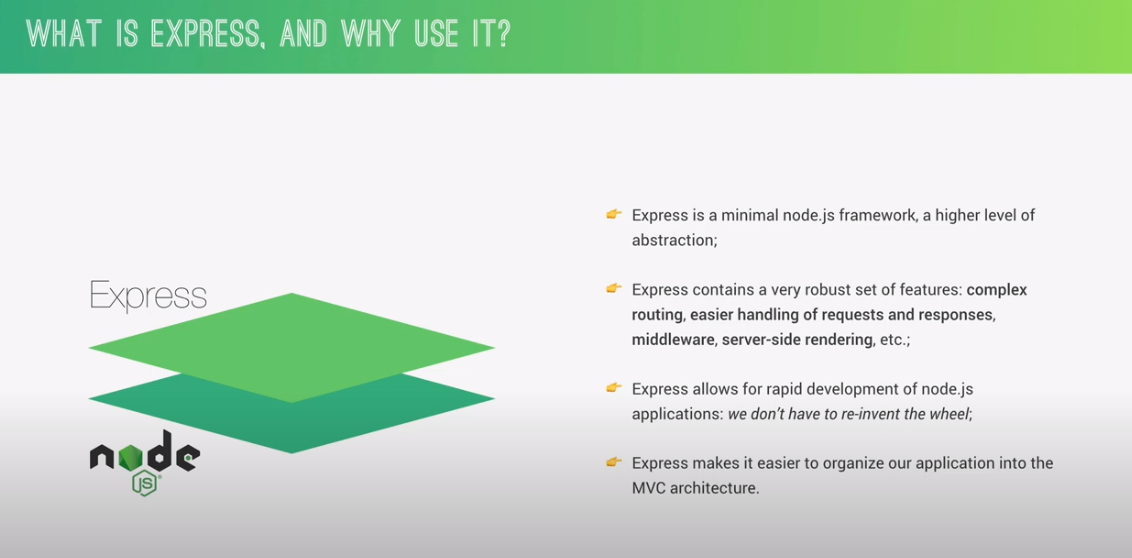 WHAT IS EXPRESS, AND WHY USE IT?
Express
node
JS
👉 Express is a minimal node.js framework, a higher level of
abstraction;
👉 Express contains a very robust set of features: complex
routing, easier handling of requests and responses,
middleware, server-side rendering, etc.;
👉 Express allows for rapid development of node.js
applications: we don't have to re-invent the wheel;
👉 Express makes it easier to organize our application into the
MVC architecture.